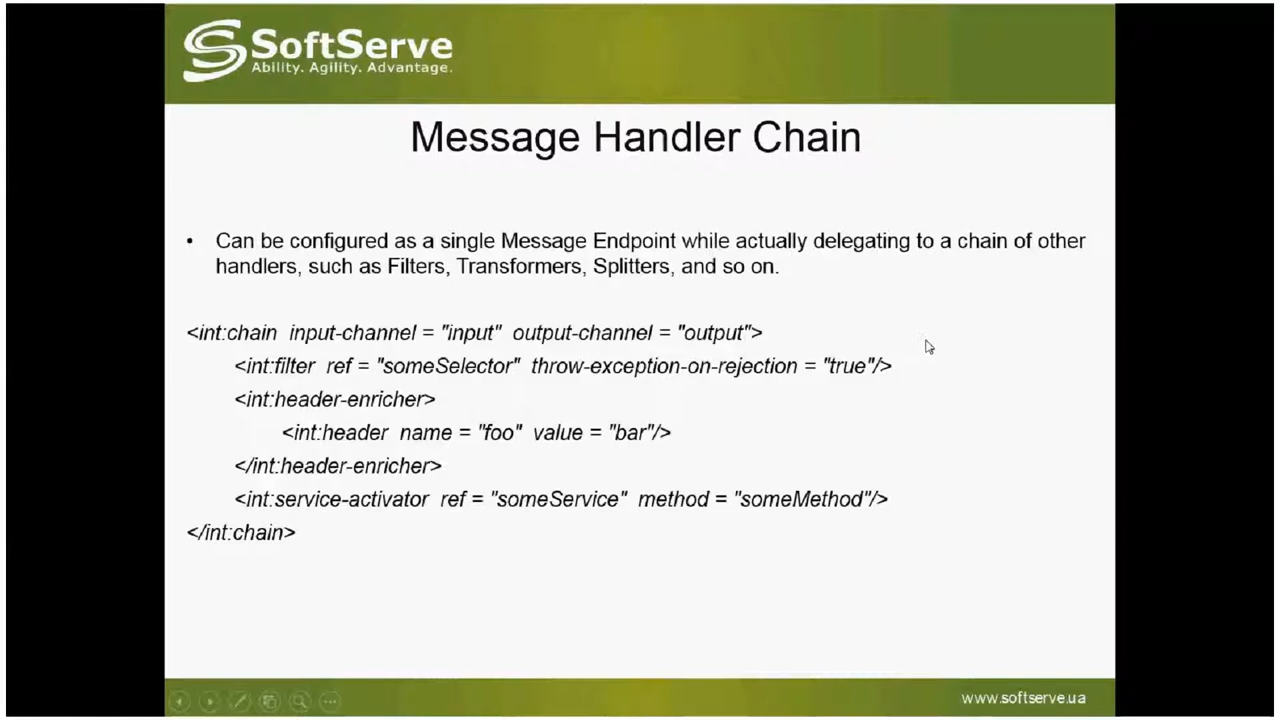 SoftServe
Ability. Agility. Advantage.
Message Handler Chain
• Can be configured as a single Message Endpoint while actually delegating to a chain of other
handlers, such as Filters, Transformers, Splitters, and so on.
<int:chain input-channel = "input" output-channel = "output">
<int:filter ref = "someSelector" throw-exception-on-rejection = "true"/>
<int:header-enricher>
<int:header name = "foo" value = "bar"/>
</int:header-enricher>
<int:service-activator ref = "someService" method = "someMethod"/>
</int:chain>
www.softserve.ua